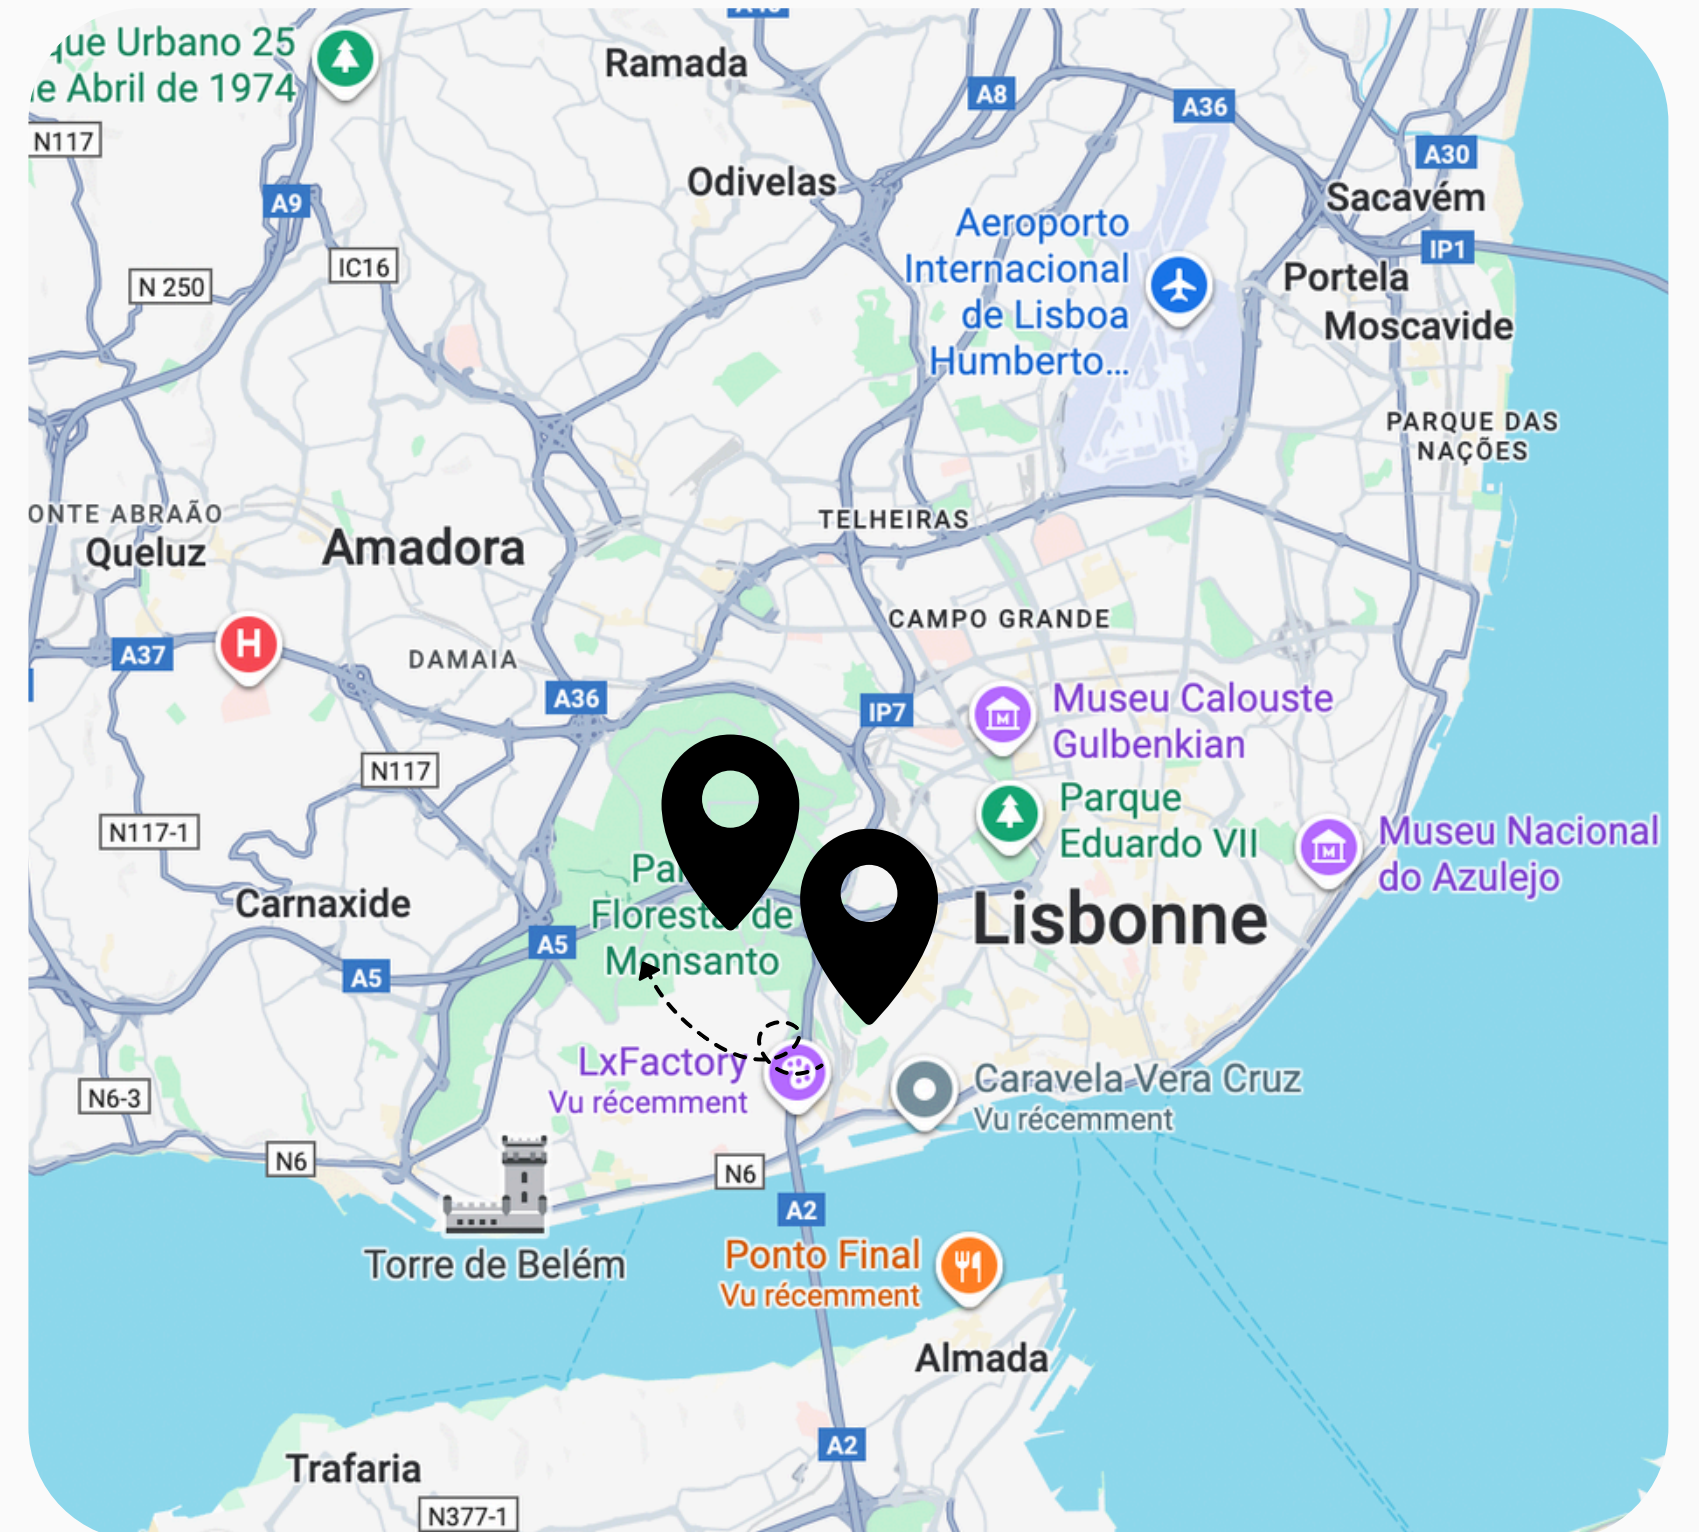 que Urbano 25
e Abril de 1974
N117
A9
N 250
IC16
Ramada
A8
A36
A30
Odivelas
Sacavém
IP1
Aeroporto
Internacional
de Lisboa
Humberto...
Portela
Moscavide
PARQUE DAS
NAÇÕES
ONTE ABRAÃO
Queluz
Amadora
TELHEIRAS
CAMPO GRANDE
A37
H
DAMAIA
A36
IP7
Museu Calouste
Gulbenkian
N117
Parque
Eduardo VII
N117-1
Museu Nacional
do Azulejo
Carnaxide
Floresta de
Monsanto
Lisbonne
A5
A5
LxFactory
Vu récemment
Caravela Vera Cruz
Vu récemment
N6-3
N6
N6
A2
Torre de Belém
Ponto Final
Vu récemment
Almada
A2
Trafaria
N377-1